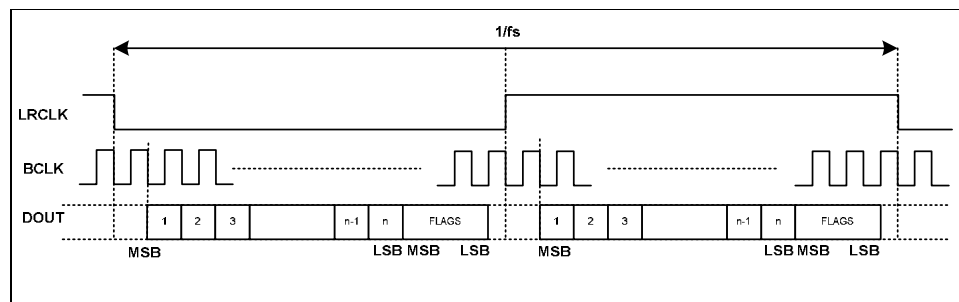 1/fs
LRCLK
BCLK
DOUT
1 2 3 n-1 n FLAGS 1 2 3 n-1 n FLAGS
MSB LSB MSB LSB MSB LSB MSB LSB